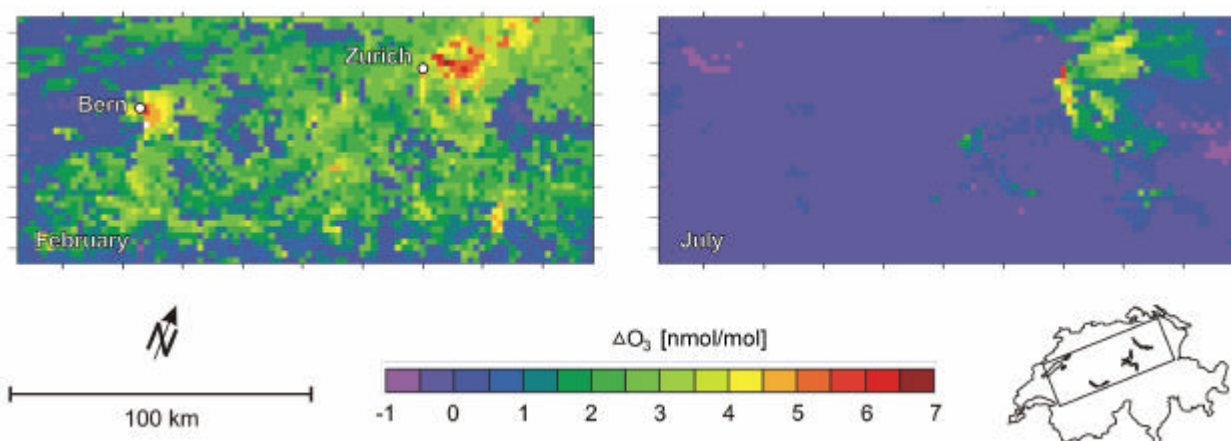 Zurich
Bern
February
July
N
ΔO₃ [nmol/mol]
100 km
-1 0 1 2 3 4 5 6 7